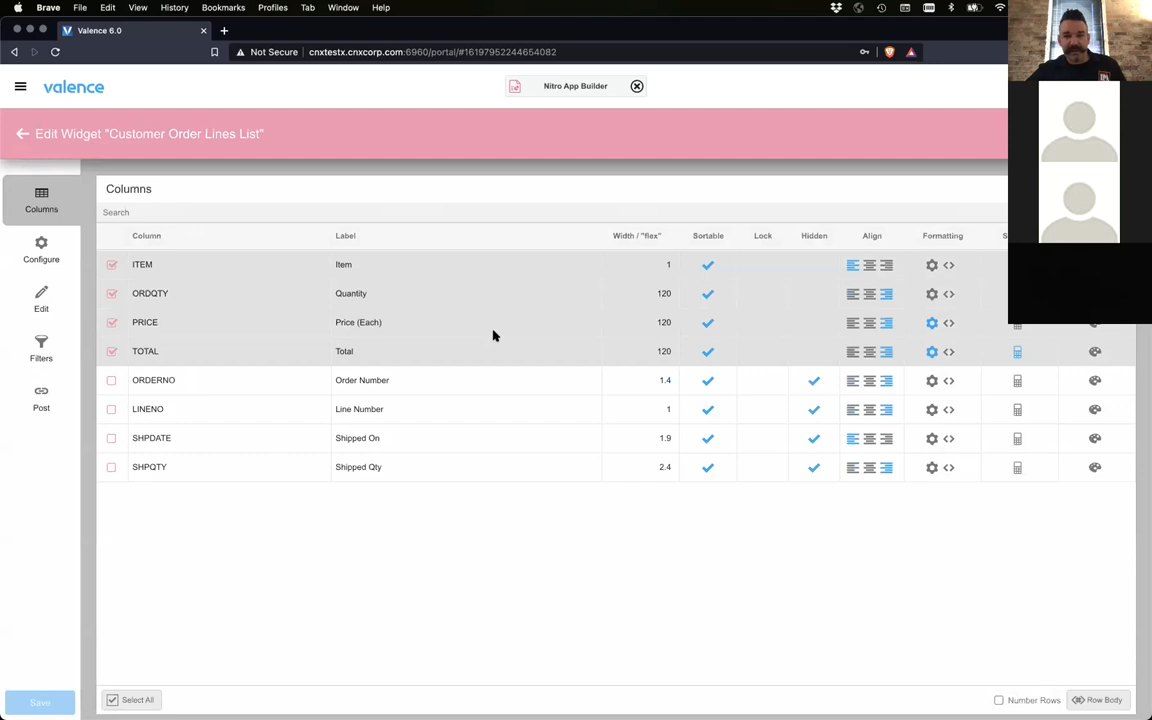 Brave File Edit View History Bookmarks Profiles Tab Window Help
Valence 6.0
Not Secure cnxtestx.cnxcorp.com:6960/portal/#16197952244654082
valence
Nitro App Builder
Edit Widget "Customer Order Lines List"
Columns
Configure
Edit
Filters
Post
Save
Columns
Search
Column Label Width / "flex" Sortable Lock Hidden Align Formatting
ITEM Item 1
ORDQTY Quantity 120
PRICE Price (Each) 120
TOTAL Total 120
ORDERNO Order Number 1.4
LINENO Line Number 1
SHPDATE Shipped On 1.9
SHPQTY Shipped Qty 2.4
Select All
Number Rows
Row Body